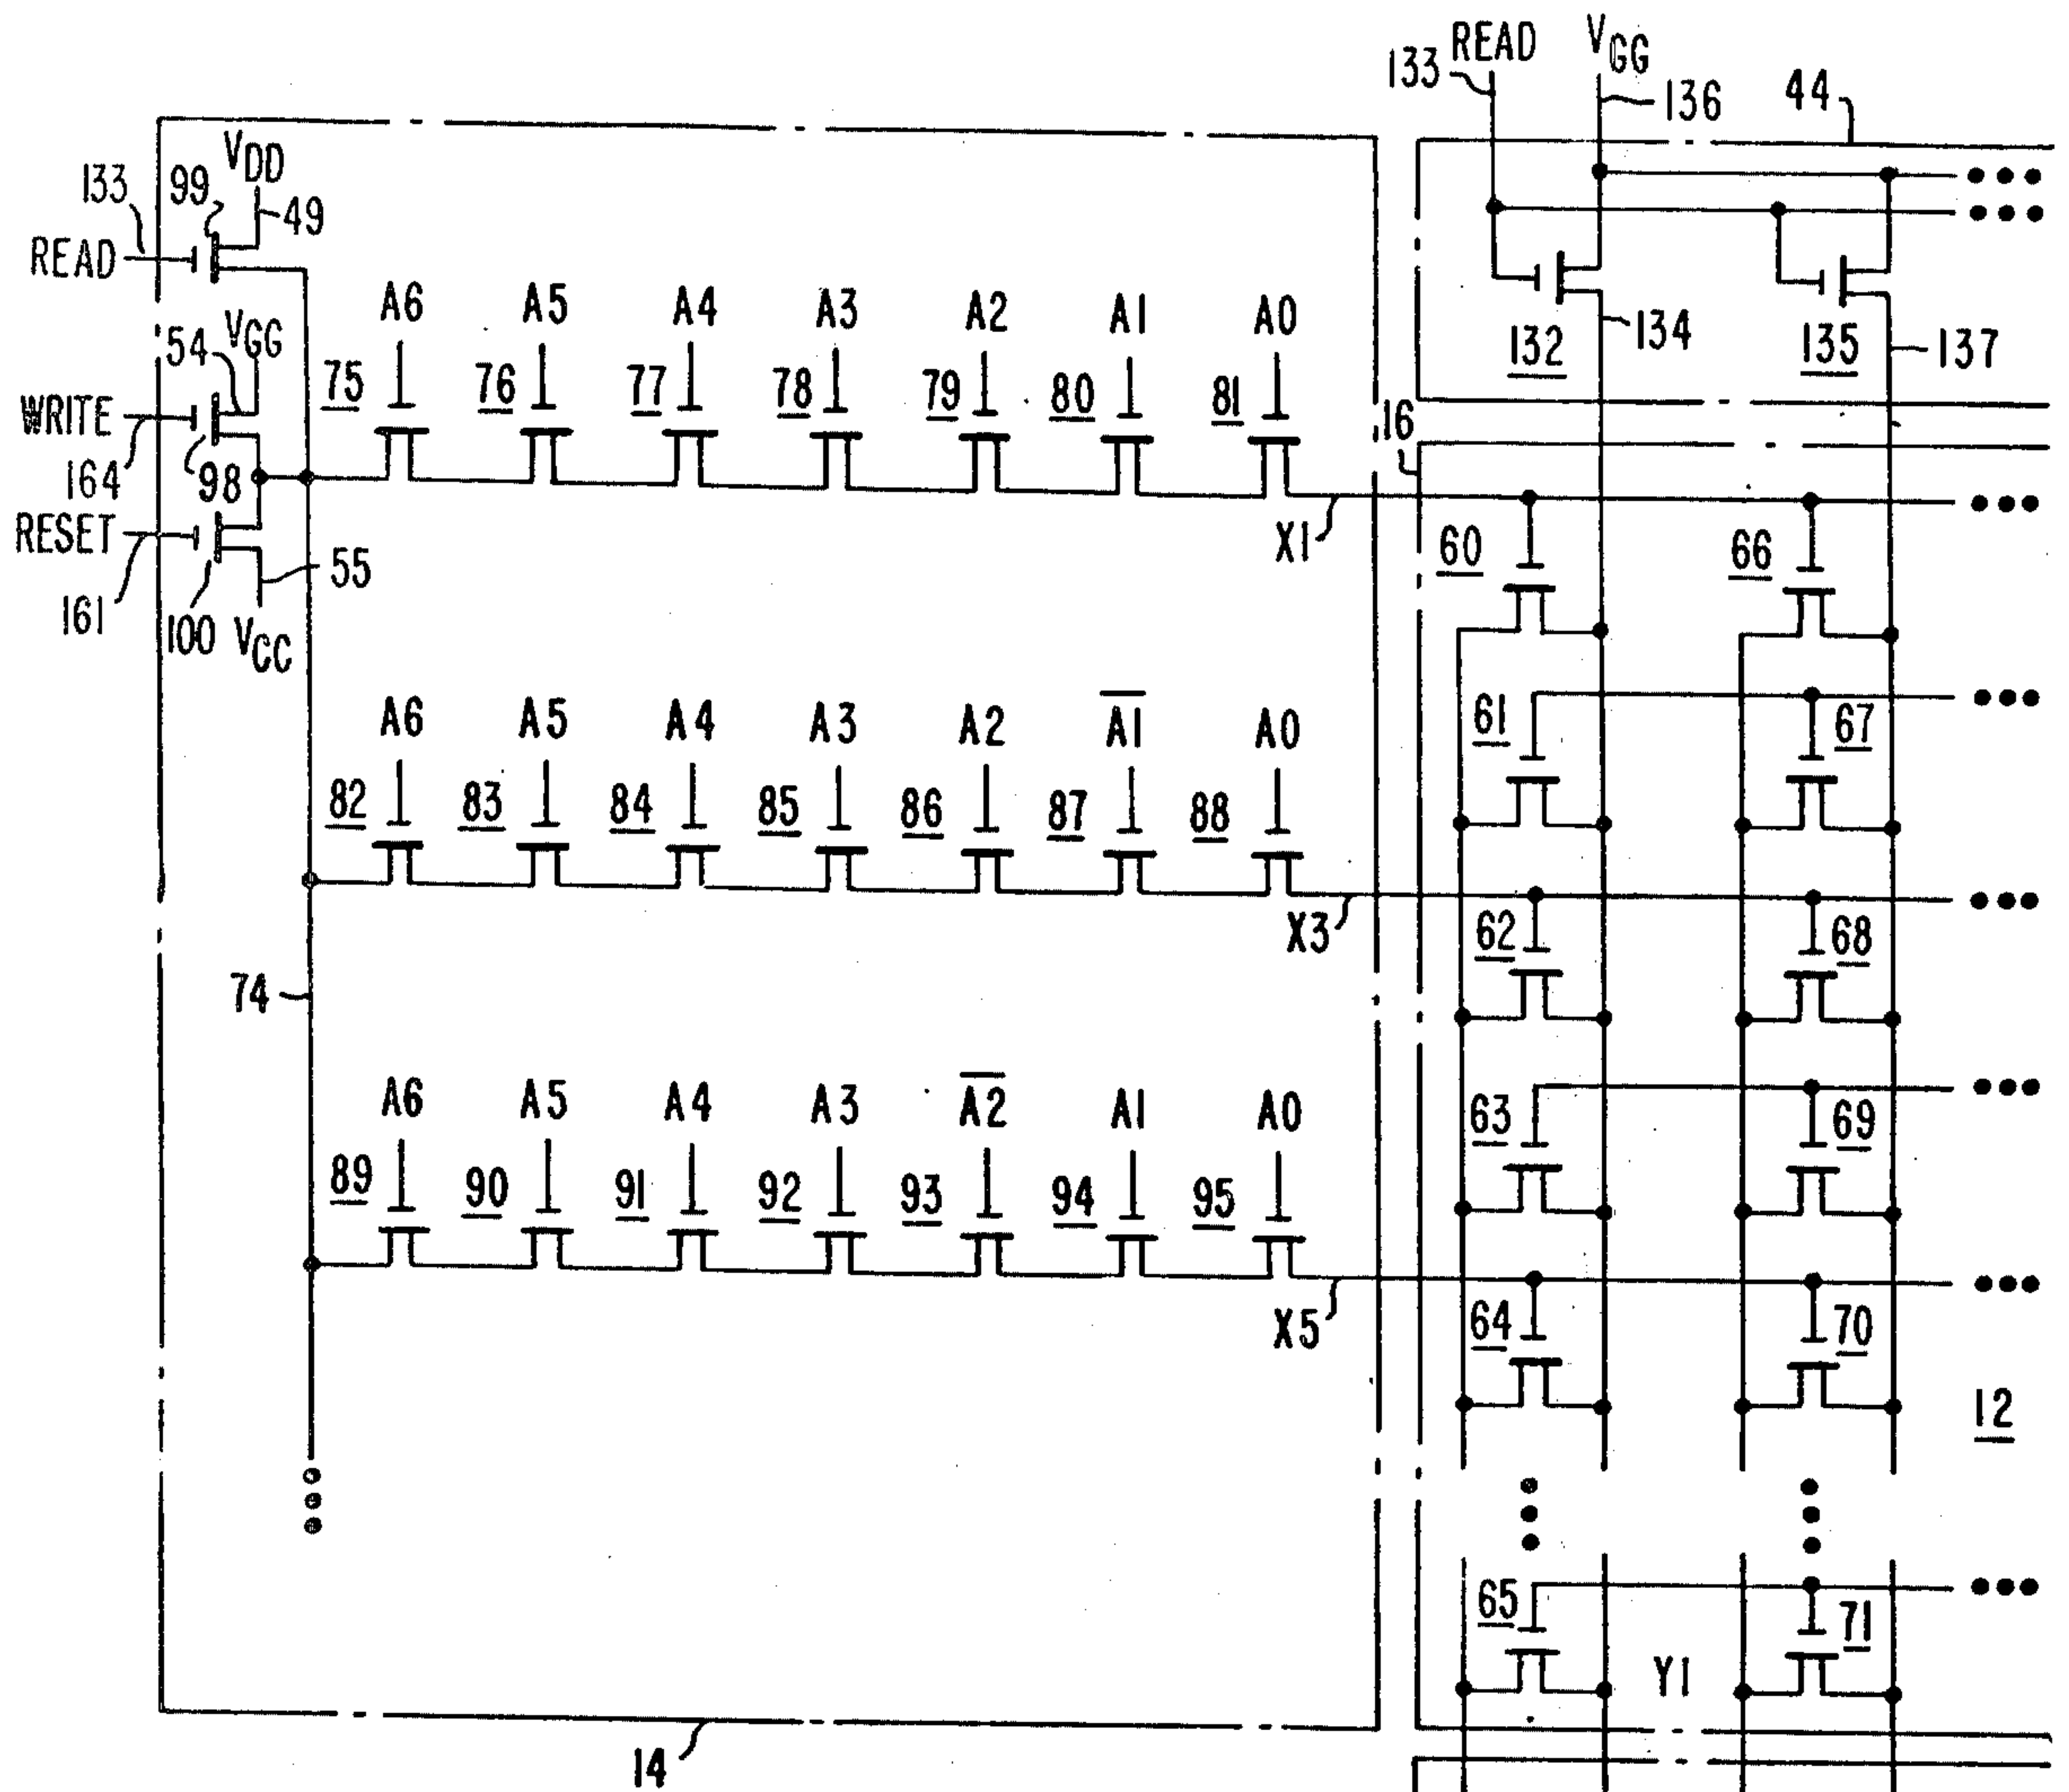 READ VGG
133 136 44
VDD
133 99 49
READ
A6 A5 A4 A3 A2 A1 A0
134 137
132 135
54 VGG
75 76 77 78 79 80 81
WRITE
16
164 98
RESET
X1
60 66
55
161
100 VCC
A6 A5 A4 A3 A2 A̅1̅ A0
61 67
82 83 84 85 86 87 88
X3
62 68
74
A6 A5 A4 A3 A̅2̅ A1 A0
63 69
89 90 91 92 93 94 95
X5
64 70
12
65 71
Y1
14